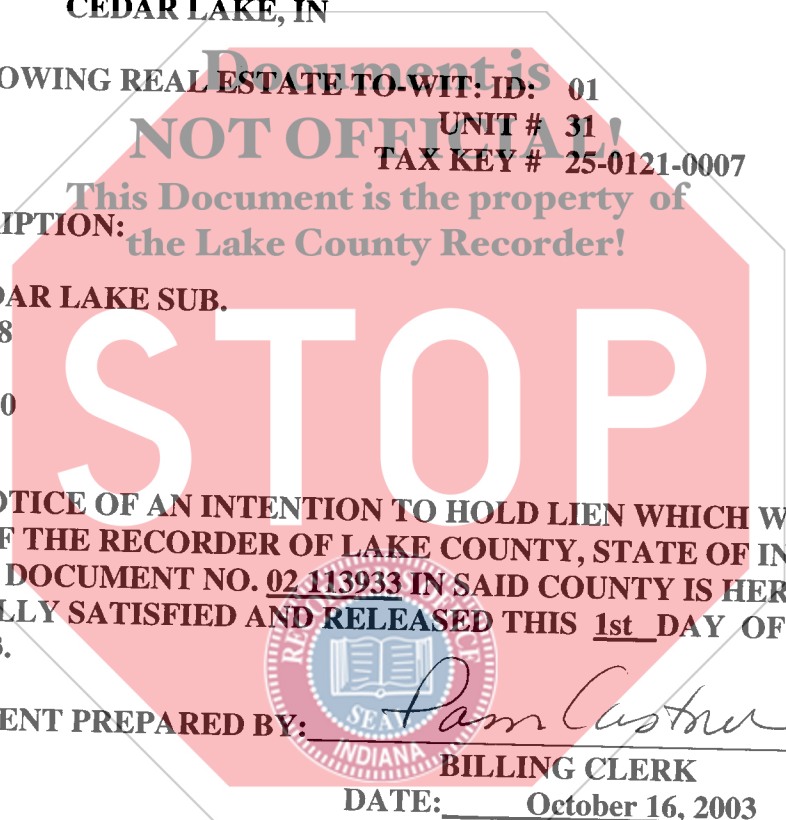 CEDAR LAKE, IN
Document is
OWING REAL ESTATE TO-WIT: ID: 01
NOT OFFICIAL!
UNIT # 31
TAX KEY # 25-0121-0007
This Document is the property of
IPTION:
the Lake County Recorder!
DAR LAKE SUB.
8
STOP
0
OTICE OF AN INTENTION TO HOLD LIEN WHICH W
F THE RECORDER OF LAKE COUNTY, STATE OF IN
DOCUMENT NO. 02 113933 IN SAID COUNTY IS HER
LLY SATISFIED AND RELEASED THIS 1st DAY OF
.
SEAL
INDIANA
ENT PREPARED BY: Pam Castner
BILLING CLERK
DATE: October 16, 2003